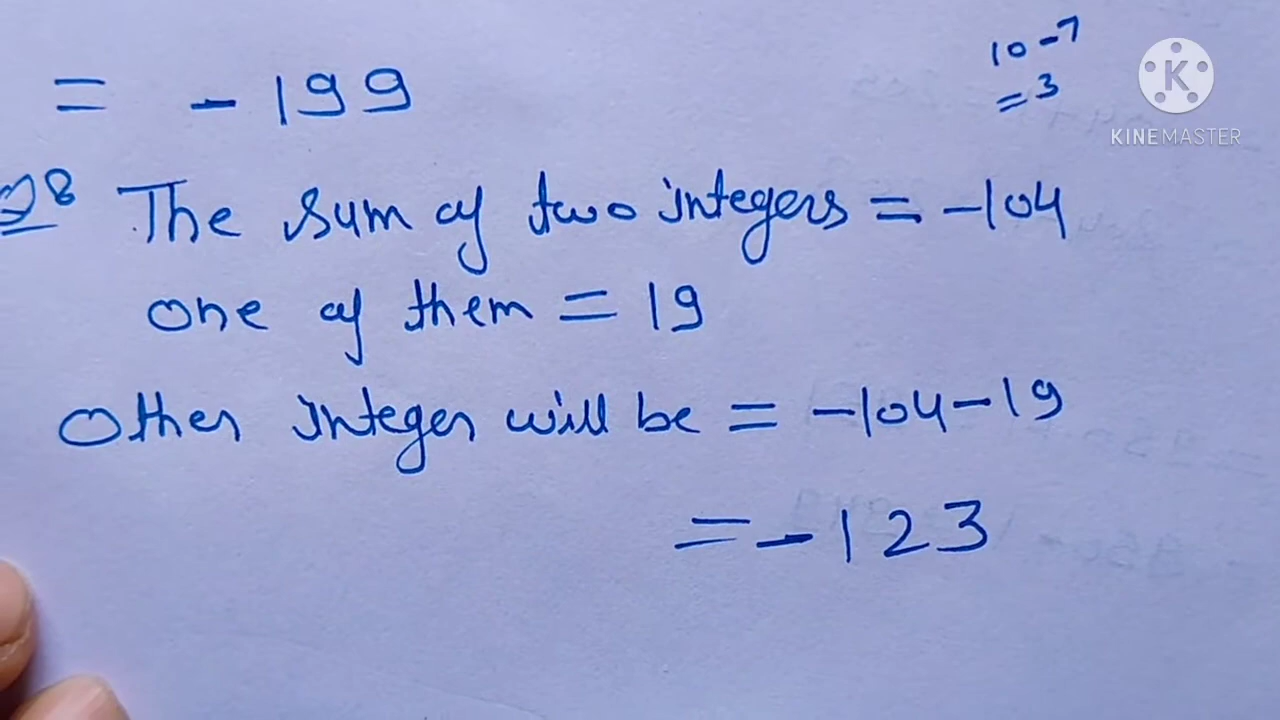 = - 199
10 - 7
= 3
KINEMASTER
Q8 The sum of two integers = -104
one of them = 19
Other integer will be = -104-19
= -123